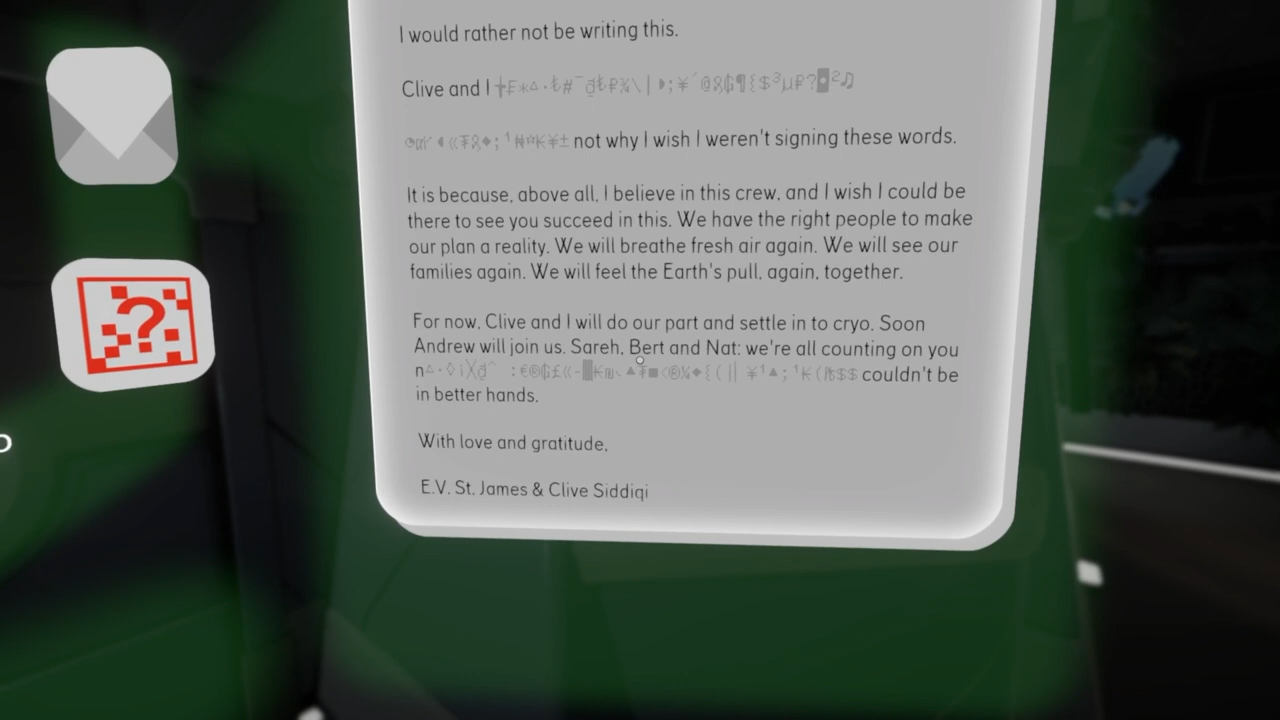 I would rather not be writing this.
Clive and I
not why I wish I weren't signing these words.
It is because, above all, I believe in this crew, and I wish I could be
there to see you succeed in this. We have the right people to make
our plan a reality. We will breathe fresh air again. We will see our
families again. We will feel the Earth's pull, again, together.
For now, Clive and I will do our part and settle in to cryo. Soon
Andrew will join us. Sareh, Bert and Nat: we're all counting on you
n couldn't be
in better hands.
With love and gratitude,
E.V. St. James & Clive Siddiqi
?